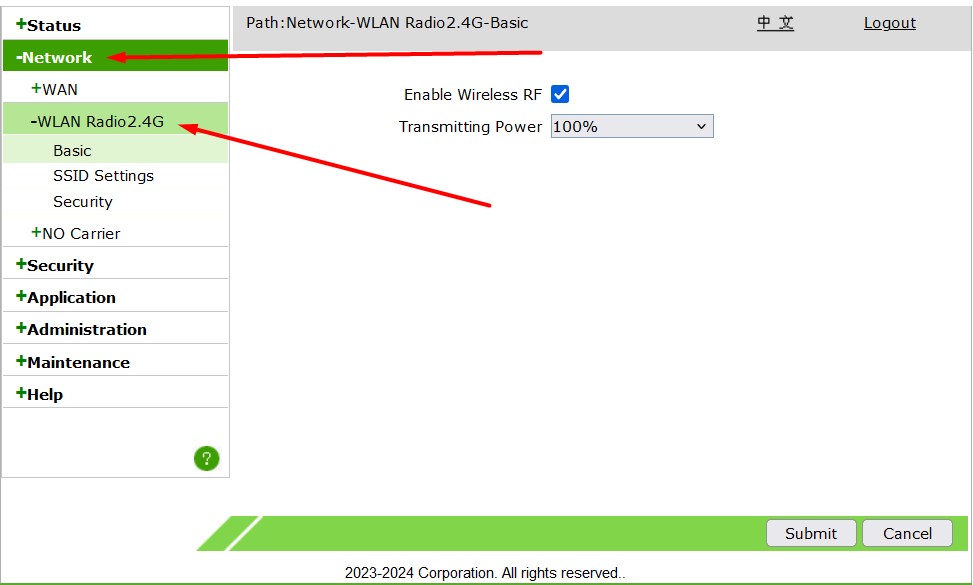 +Status
-Network
+WAN
-WLAN Radio2.4G
Basic
SSID Settings
Security
+NO Carrier
+Security
+Application
+Administration
+Maintenance
+Help
?
Path:Network-WLAN Radio2.4G-Basic
中文
Logout
Enable Wireless RF
Transmitting Power 100%
Submit Cancel
2023-2024 Corporation. All rights reserved..